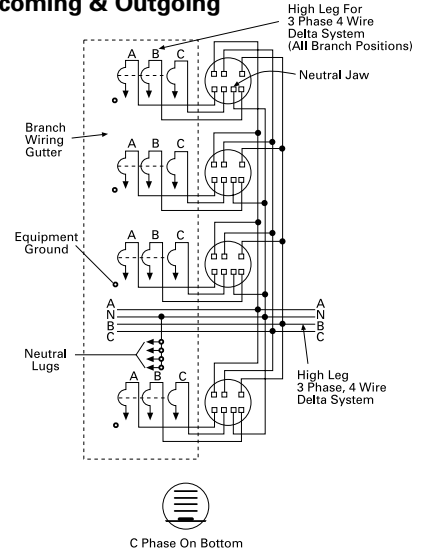 coming & Outgoing
High Leg For
3 Phase 4 Wire
Delta System
(All Branch Positions)
A B C
Neutral Jaw
Branch
Wiring
Gutter
A B C
Equipment
Ground
A B C
A
N
B
C
A
N
B
C
Neutral
Lugs
High Leg
3 Phase, 4 Wire
Delta System
A B C
C Phase On Bottom